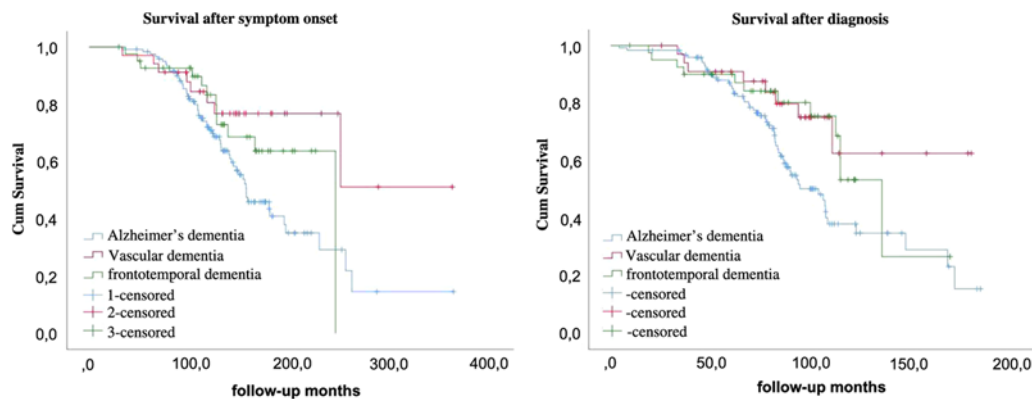 Survival after symptom onset
1,0
0,8
0,6
0,4
0,2
0,0
Cum Survival
Alzheimer's dementia
Vascular dementia
frontotemporal dementia
1-censored
2-censored
3-censored
,0
100,0
200,0
300,0
400,0
follow-up months
Survival after diagnosis
1,0
0,8
0,6
0,4
0,2
0,0
Cum Survival
Alzheimer's dementia
Vascular dementia
frontotemporal dementia
-censored
-censored
-censored
,0
50,0
100,0
150,0
200,0
follow-up months